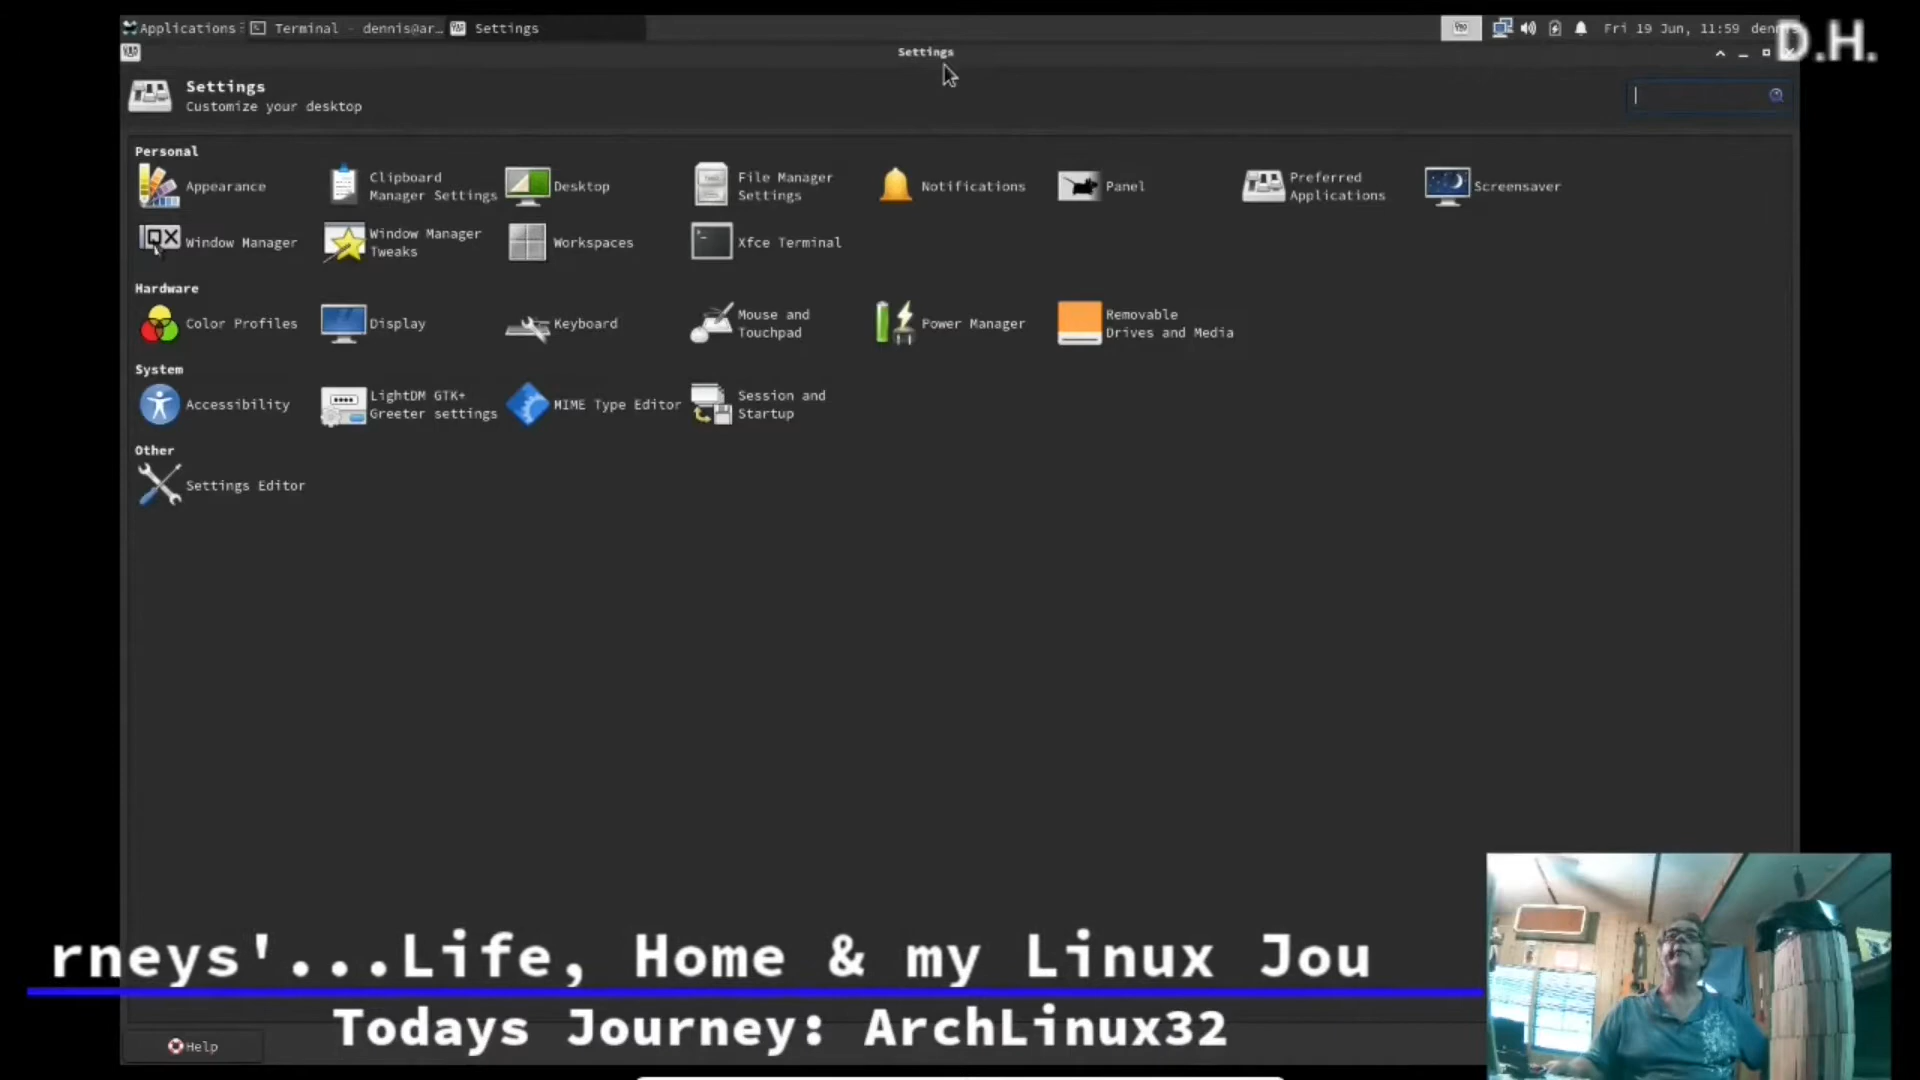 Applications
Terminal - dennis@ar...
Settings
Fri 19 Jun, 11:59
D.H.
Settings
Settings
Customize your desktop
Personal
Appearance
Clipboard
Manager Settings
Desktop
File Manager
Settings
Notifications
Panel
Preferred
Applications
Screensaver
Window Manager
Window Manager
Tweaks
Workspaces
Xfce Terminal
Hardware
Color Profiles
Display
Keyboard
Mouse and
Touchpad
Power Manager
Removable
Drives and Media
System
Accessibility
LightDM GTK+
Greeter settings
MIME Type Editor
Session and
Startup
Other
Settings Editor
rneys'...Life, Home & my Linux Jou
Todays Journey: ArchLinux32
Help